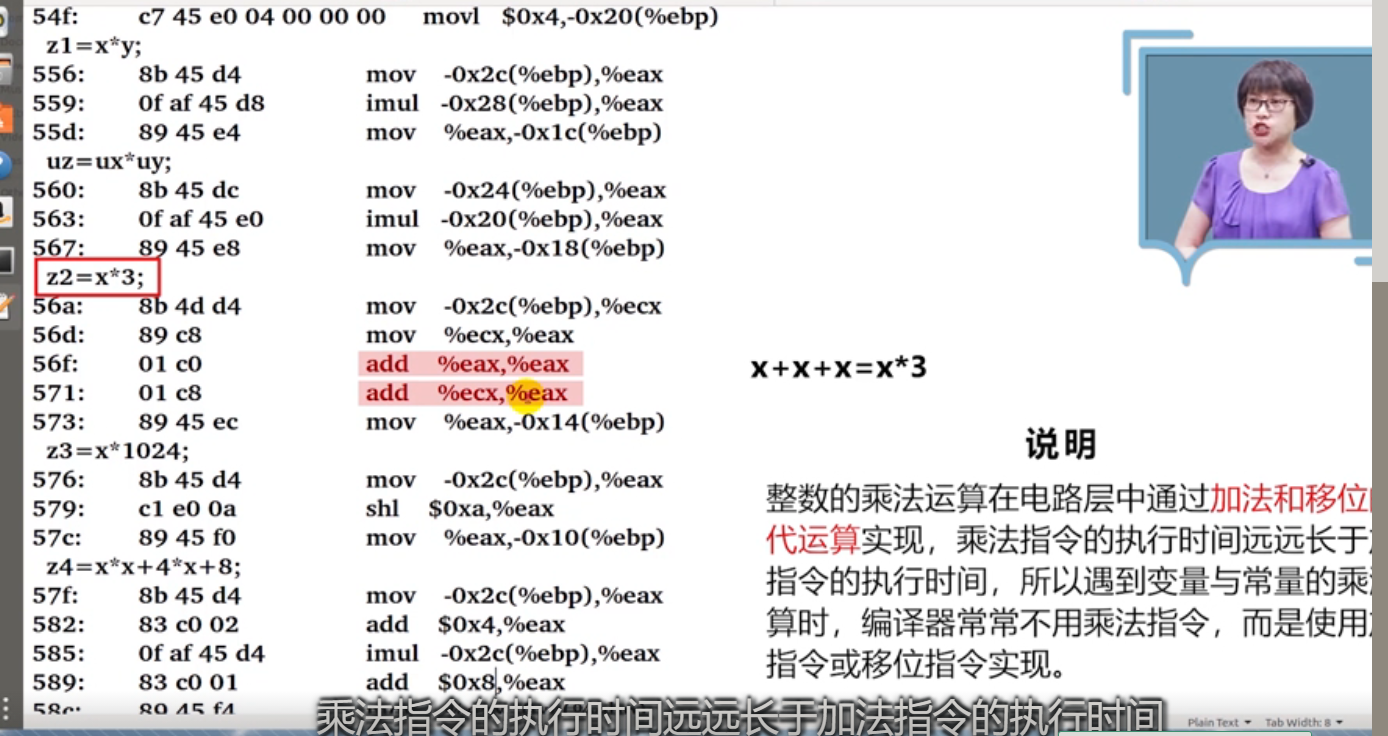 54f: c7 45 e0 04 00 00 00 movl $0x4,-0x20(%ebp)
z1=x*y;
556: 8b 45 d4 mov -0x2c(%ebp),%eax
559: 0f af 45 d8 imul -0x28(%ebp),%eax
55d: 89 45 e4 mov %eax,-0x1c(%ebp)
uz=ux*uy;
560: 8b 45 dc mov -0x24(%ebp),%eax
563: 0f af 45 e0 imul -0x20(%ebp),%eax
567: 89 45 e8 mov %eax,-0x18(%ebp)
z2=x*3;
56a: 8b 4d d4 mov -0x2c(%ebp),%ecx
56d: 89 c8 mov %ecx,%eax
56f: 01 c0 add %eax,%eax
571: 01 c8 add %ecx,%eax
573: 89 45 ec mov %eax,-0x14(%ebp)
z3=x*1024;
576: 8b 45 d4 mov -0x2c(%ebp),%eax
579: c1 e0 0a shl $0xa,%eax
57c: 89 45 f0 mov %eax,-0x10(%ebp)
z4=x*x+4*x+8;
57f: 8b 45 d4 mov -0x2c(%ebp),%eax
582: 83 c0 02 add $0x4,%eax
585: 0f af 45 d4 imul -0x2c(%ebp),%eax
589: 83 c0 01 add $0x8,%eax
58c: 89 45 f4
x+x+x=x*3
说明
整数的乘法运算在电路层中通过加法和移位
代运算实现，乘法指令的执行时间远远长于
指令的执行时间，所以遇到变量与常量的乘
算时，编译器常常不用乘法指令，而是使用
指令或移位指令实现。
乘法指令的执行时间远远长于加法指令的执行时间
Plain Text Tab Width: 8